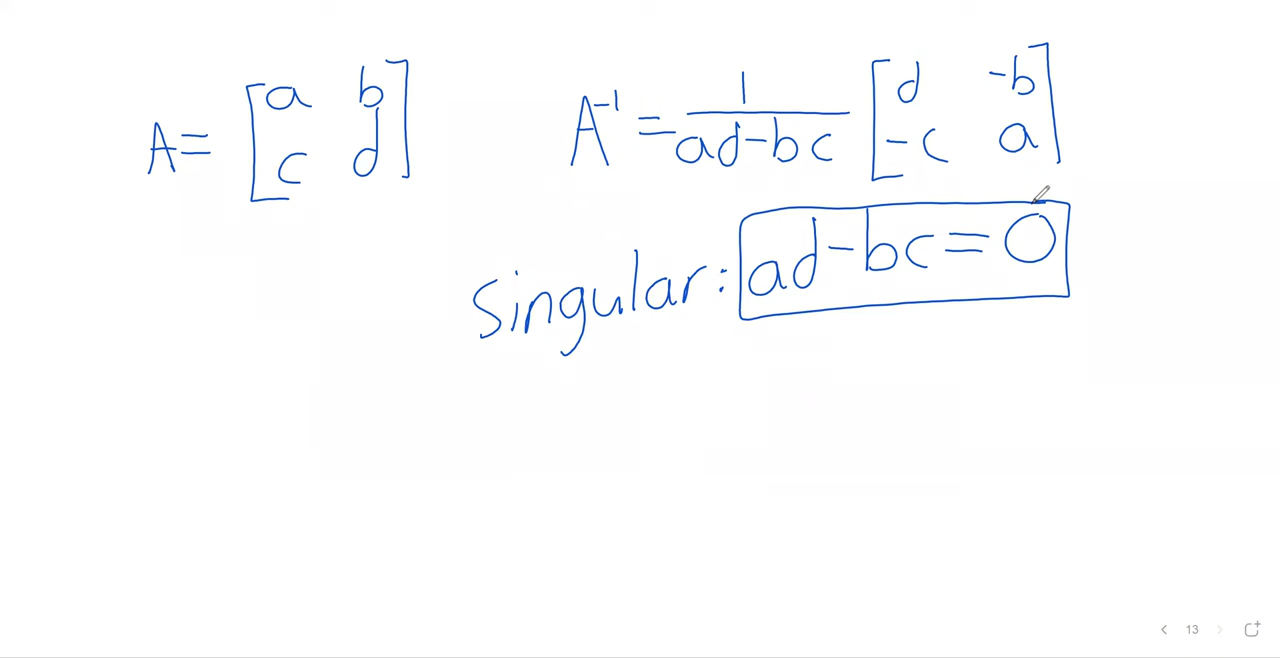 A = [a b
c d]
A⁻¹ = 1/(ad-bc) [d -b
-c a]
Singular: ad-bc=0
13